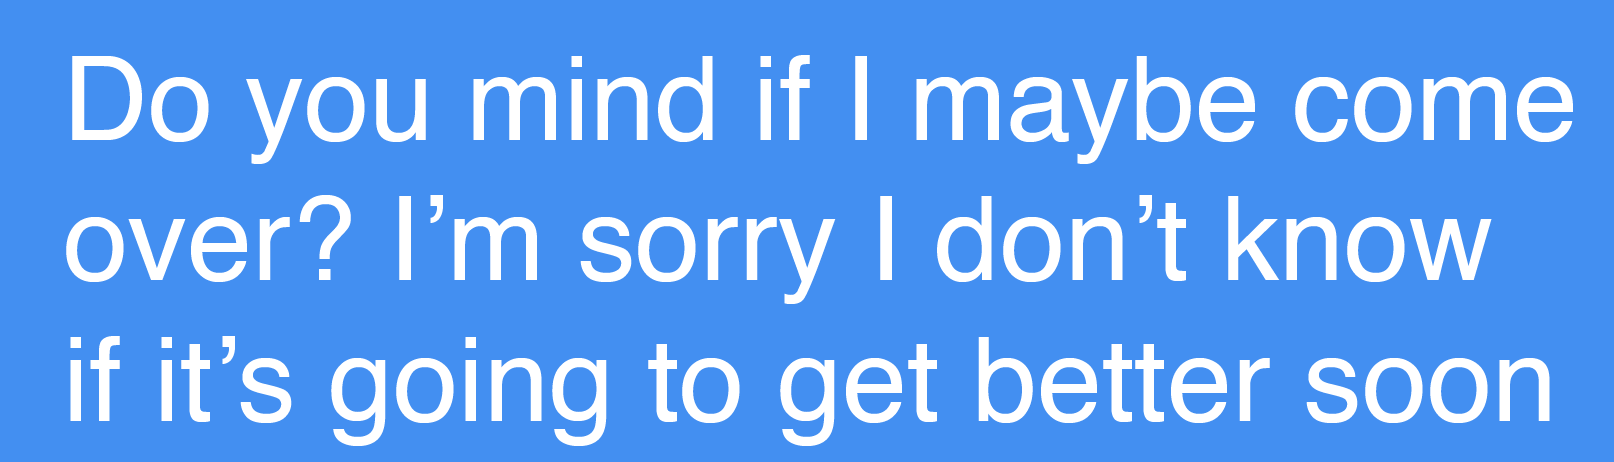 Do you mind if I maybe come
over? I’m sorry I don’t know
if it’s going to get better soon